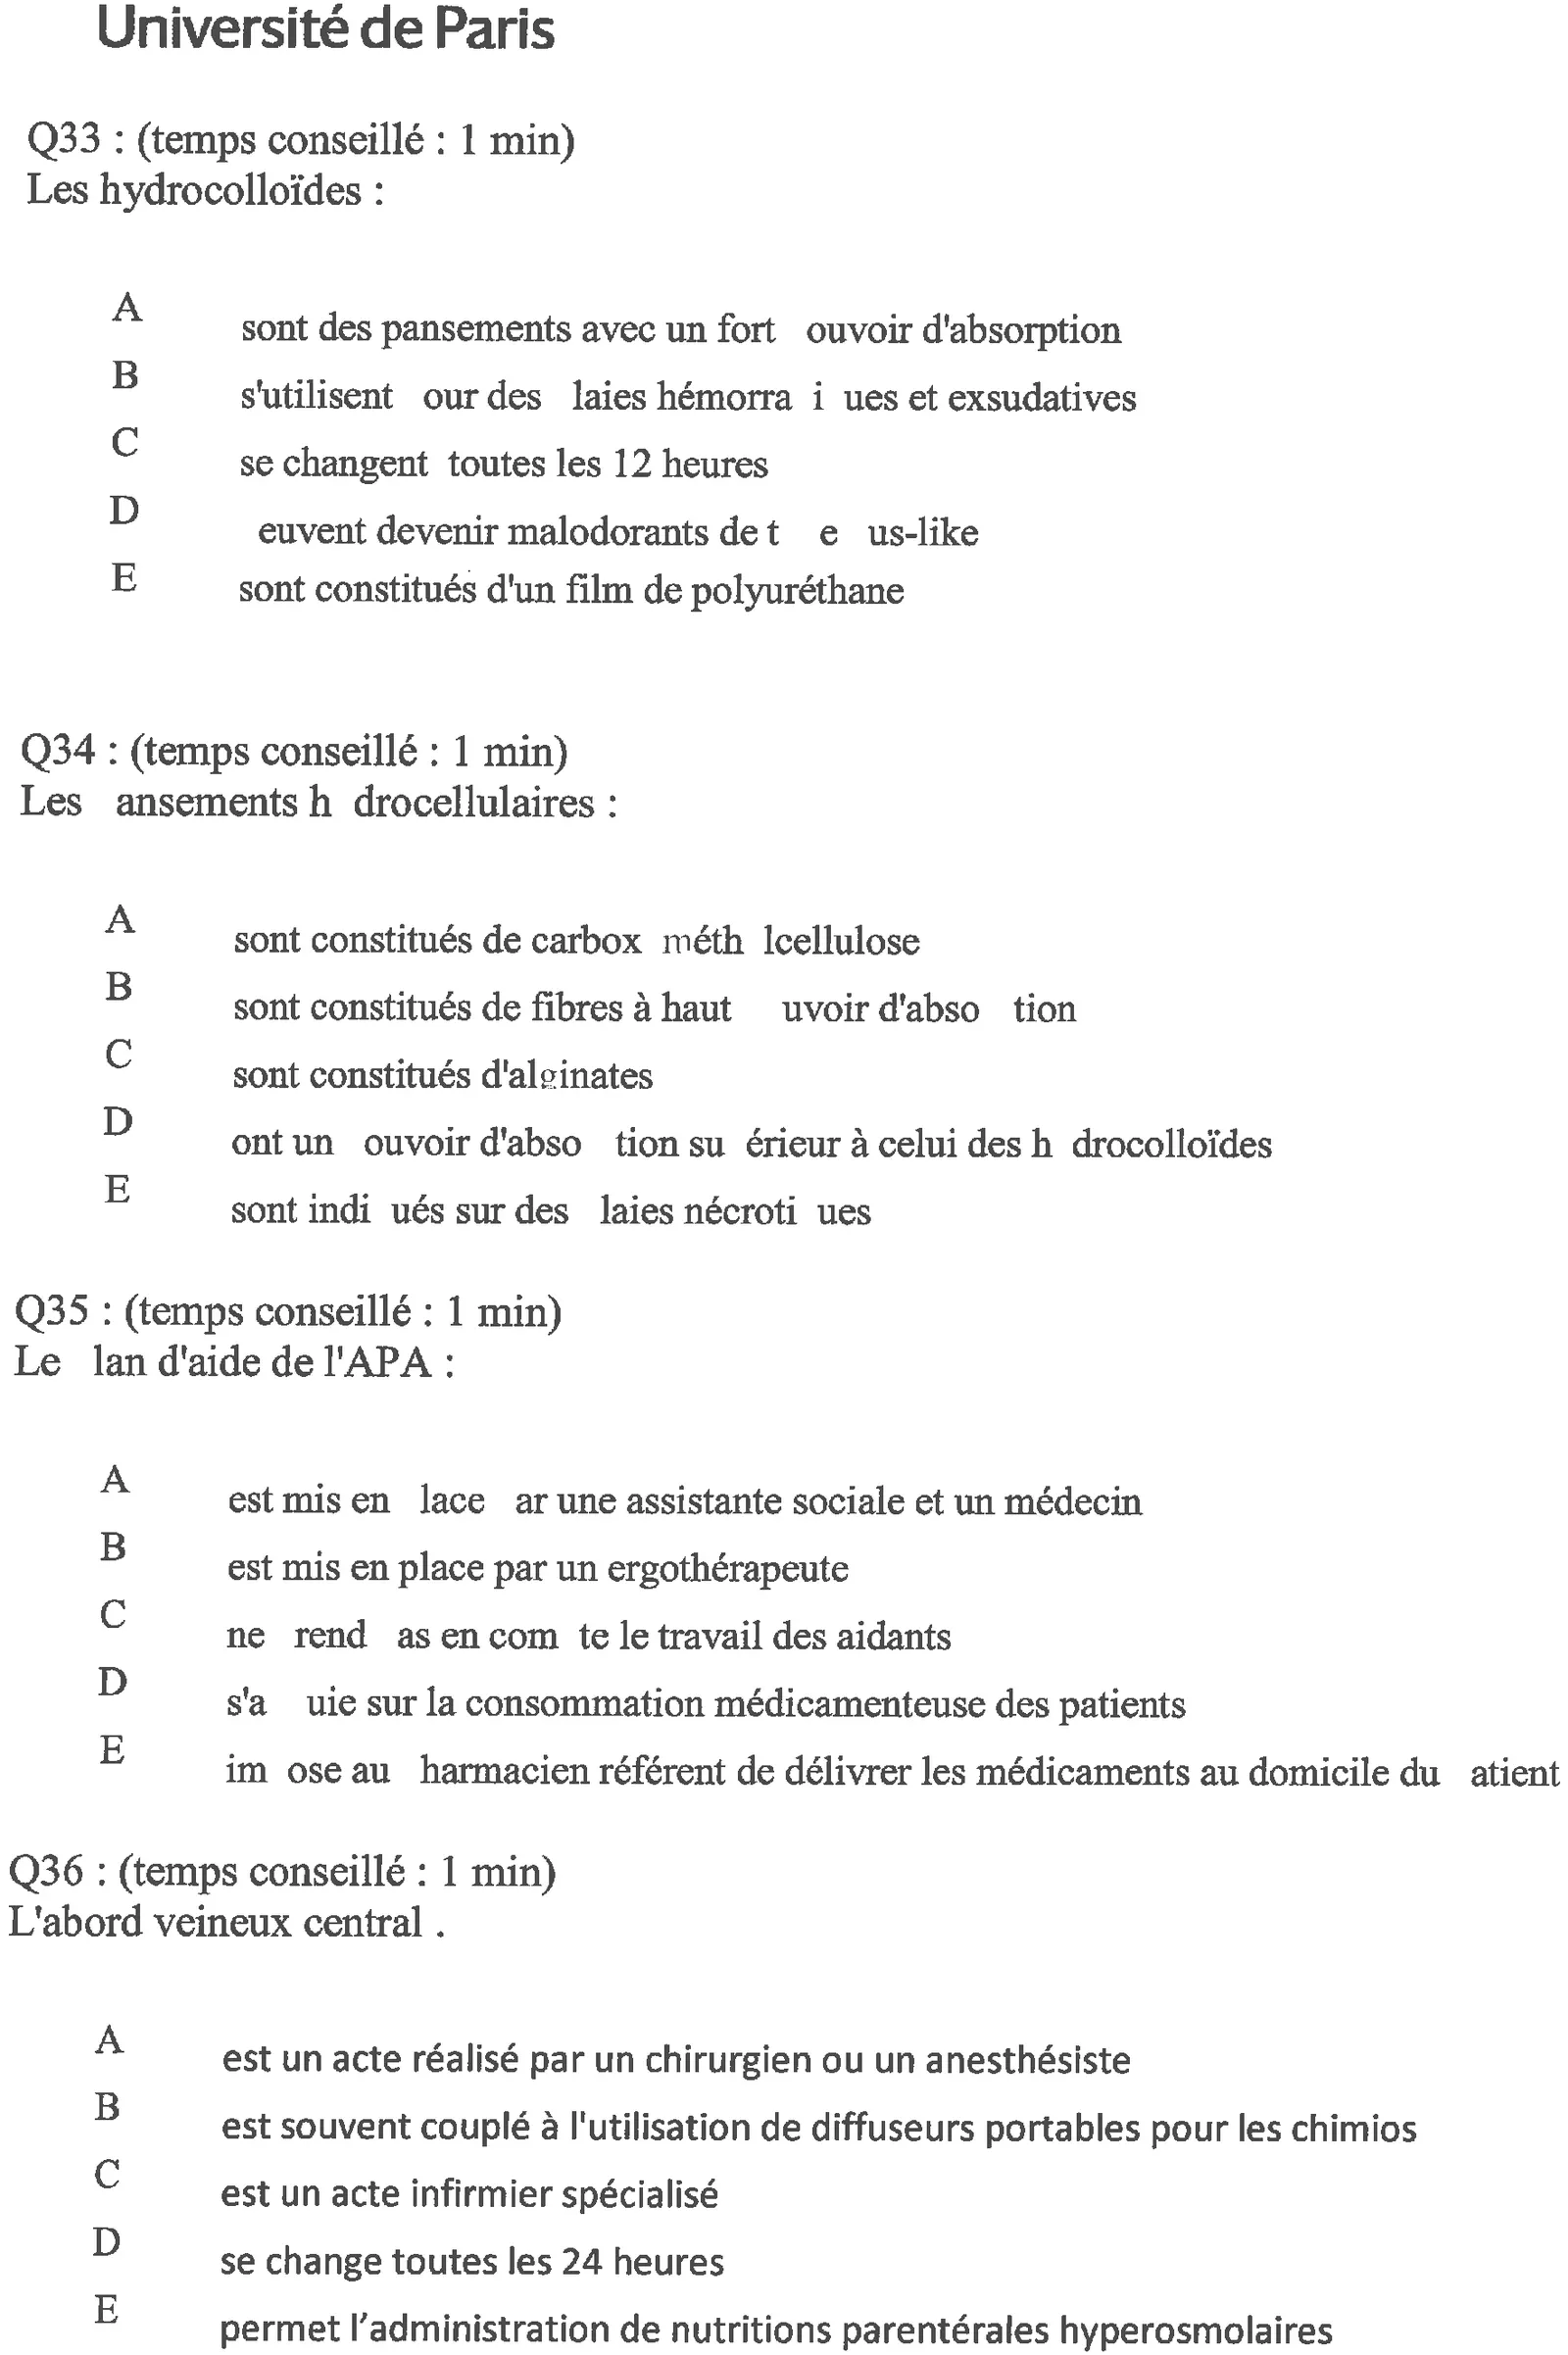 Université de Paris
Q33 : (temps conseillé : 1 min)
Les hydrocolloïdes :
A
sont des pansements avec un fort ouvoir d'absorption
B
s'utilisent our des laies hémorra i ues et exsudatives
C
se changent toutes les 12 heures
D
euvent devenir malodorants de t e us-like
E
sont constitués d'un film de polyuréthane
Q34 : (temps conseillé : 1 min)
Les ansements h drocellulaires :
A
sont constitués de carbox méth lcellulose
B
sont constitués de fibres à haut uvoir d'abso tion
C
sont constitués d'alginates
D
ont un ouvoir d'abso tion su érieur à celui des h drocolloïdes
E
sont indi ués sur des laies nécroti ues
Q35 : (temps conseillé : 1 min)
Le lan d'aide de l'APA :
A
est mis en lace ar une assistante sociale et un médecin
B
est mis en place par un ergothérapeute
C
ne rend as en com te le travail des aidants
D
s'a uie sur la consommation médicamenteuse des patients
E
im ose au harmacien référent de délivrer les médicaments au domicile du atient
Q36 : (temps conseillé : 1 min)
L'abord veineux central .
A
est un acte réalisé par un chirurgien ou un anesthésiste
B
est souvent couplé à l'utilisation de diffuseurs portables pour les chimios
C
est un acte infirmier spécialisé
D
se change toutes les 24 heures
E
permet l'administration de nutritions parentérales hyperosmolaires